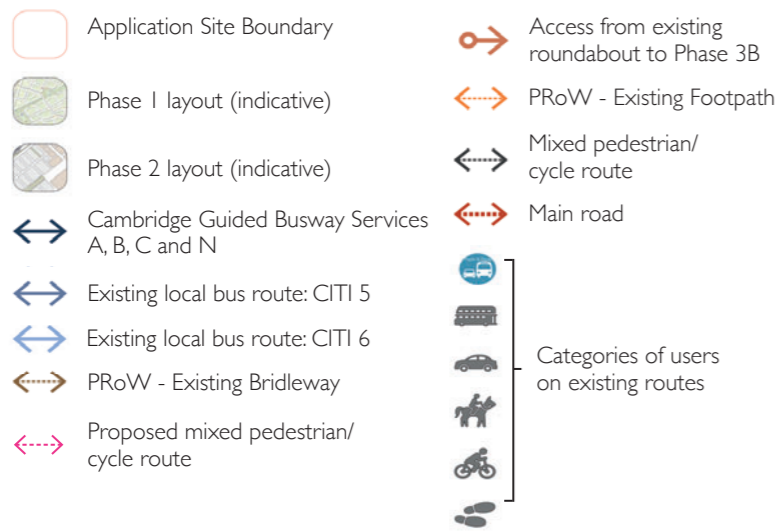 Application Site Boundary
Phase 1 layout (indicative)
Phase 2 layout (indicative)
Cambridge Guided Busway Services
A, B, C and N
Existing local bus route: CITI 5
Existing local bus route: CITI 6
PRoW - Existing Bridleway
Proposed mixed pedestrian/
cycle route
Access from existing
roundabout to Phase 3B
PRoW - Existing Footpath
Mixed pedestrian/
cycle route
Main road
Categories of users
on existing routes